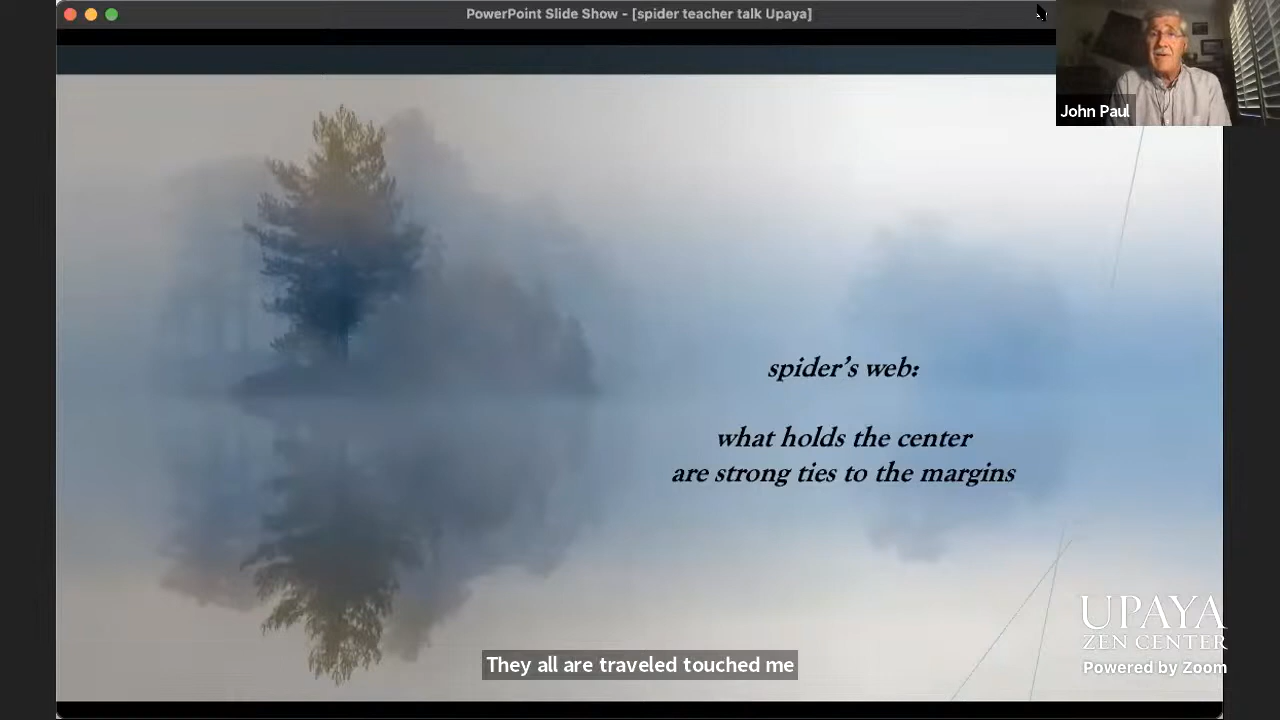 PowerPoint Slide Show - [spider teacher talk Upaya]
John Paul
spider's web:
what holds the center
are strong ties to the margins
UPAYA
ZEN CENTER
Powered by Zoom
They all are traveled touched me